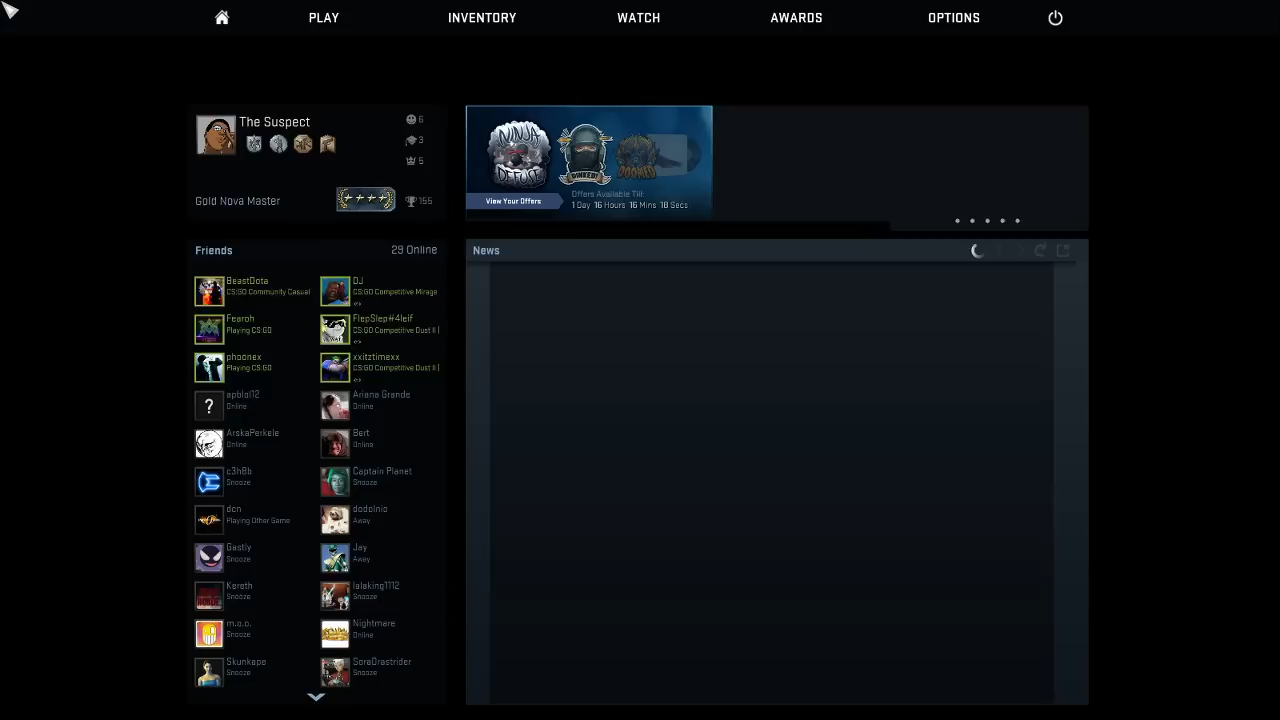 PLAY
INVENTORY
WATCH
AWARDS
OPTIONS
The Suspect
6
3
5
Gold Nova Master
155
NINJA
DEFUSE
PINKED!
DOOMED
View Your Offers
Offers Available Till:
1 Day 16 Hours 16 Mins 18 Secs
Friends
29 Online
News
BeastDota
CS:GO Community Casual
DJ
CS:GO Competitive Mirage
Fearoh
Playing CS:GO
FlepSlep#4leif
CS:GO Competitive Dust II |
phoonex
Playing CS:GO
xxitztimexx
CS:GO Competitive Dust II |
?
apblol12
Online
Ariana Grande
Online
ArskaPerkele
Online
Bert
Online
c3h8b
Snooze
Captain Planet
Snooze
dcn
Playing Other Game
dodolnio
Away
Gastly
Snooze
Jay
Away
Kereth
Snooze
lalaking1112
Snooze
m.o.o.
Snooze
Nightmare
Online
Skunkape
Snooze
SoraDrastrider
Snooze